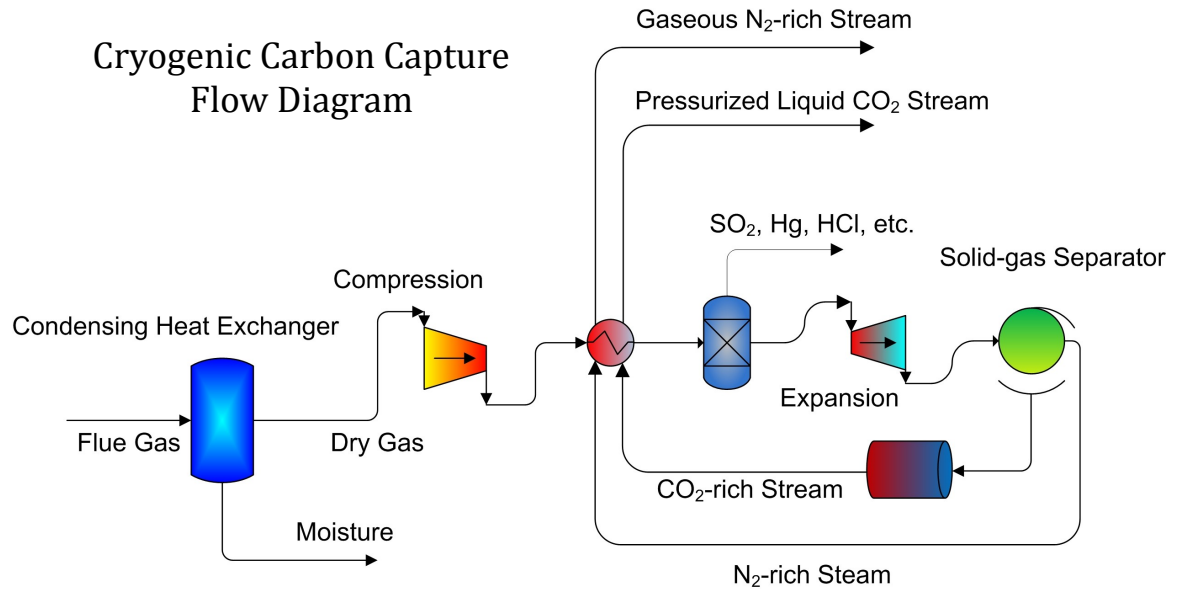 Cryogenic Carbon Capture
Flow Diagram
Gaseous N₂-rich Stream
Pressurized Liquid CO₂ Stream
SO₂, Hg, HCl, etc.
Solid-gas Separator
Compression
Condensing Heat Exchanger
Expansion
Flue Gas
Dry Gas
CO₂-rich Stream
Moisture
N₂-rich Steam